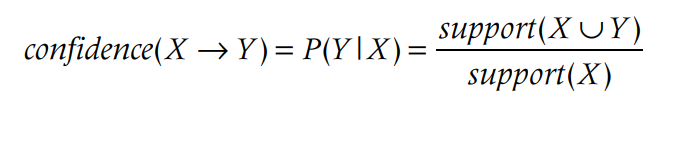 confidence(X → Y) = P(Y | X) = support(X ∪ Y) / support(X)